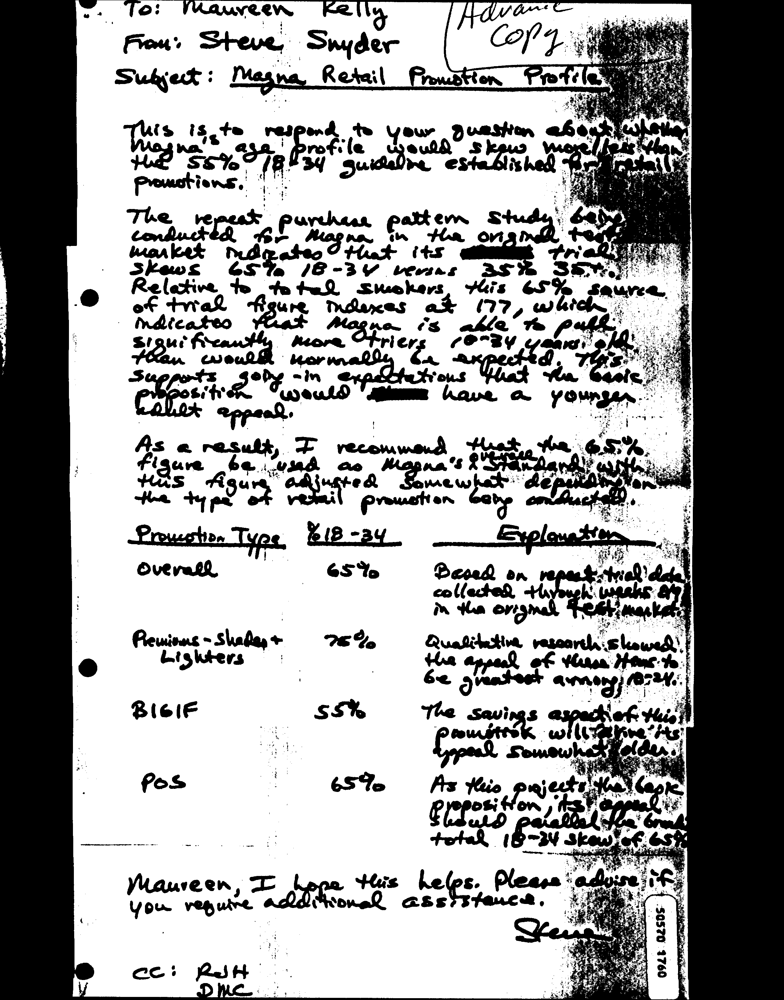 To: Maureen Kelly
Advance
Copy
From: Steve Snyder
Subject: Magna Retail Promotion Profile
This is to respond to your question about whether
Magna's age profile would skew more/less than
the 55% 18-34 guideline established for retail
promotions.
The repeat purchase pattern study being
conducted for Magna in the original test
market indicates that its trial
skews 65% 18-34 versus 35% 35+.
Relative to total smokers, this 65% source
of trial figure indexes at 177, which
indicates that Magna is able to pull
significantly more triers 18-34 years old
than would normally be expected. This
supports going-in expectations that the basic
proposition would have a younger
adult appeal.
As a result, I recommend that the 65%
figure be used as Magna's overall standard with
this figure adjusted somewhat depending on
the type of retail promotion being conducted.
Promotion Type %18-34 Explanation
Overall 65% Based on repeat trial data
collected through weeks
in the original test market.
Premiums - Shades + 75% Qualitative research showed
Lighters the appeal of these items to
be greatest among 18-24.
B1G1F 55% The savings aspect of this
promotion will its
appeal somewhat older.
POS 65% As this projects the basic
proposition, its appeal
should parallel the brand
total 18-34 skew of 65%
Maureen, I hope this helps. Please advise if
you require additional assistance.
Steve
cc: RJH
DMC
50570 1760